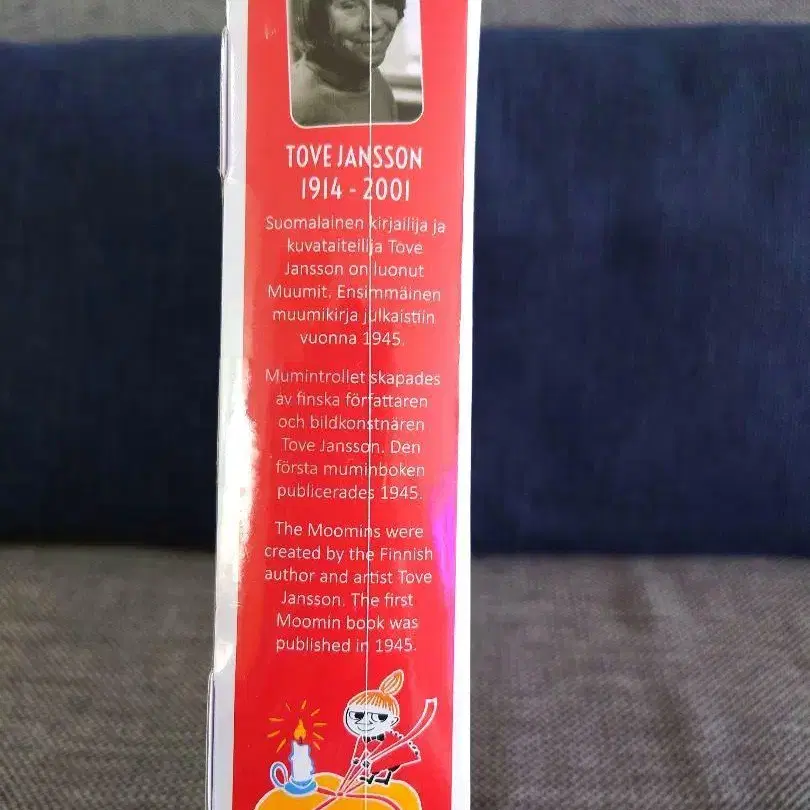 TOVE JANSSON
1914 - 2001
Suomalainen kirjailija ja
kuvataiteilija Tove
Jansson on luonut
Muumit. Ensimmäinen
muumikirja julkaistiin
vuonna 1945.
Mumintrollet skapades
av finska författaren
och bildkonstnären
Tove Jansson. Den
första muminboken
publicerades 1945.
The Moomins were
created by the Finnish
author and artist Tove
Jansson. The first
Moomin book was
published in 1945.